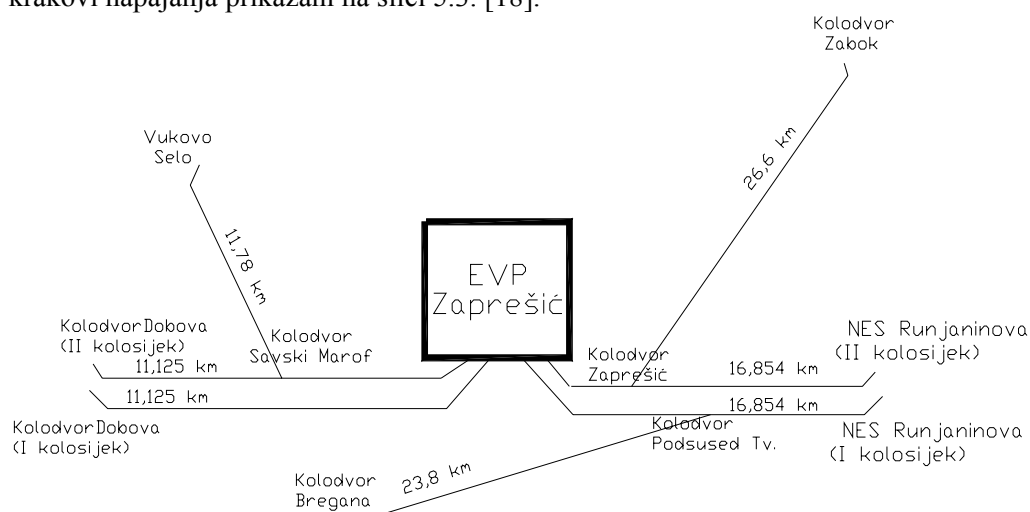 krakovi napajanja prikazani na slici 5.3. [18].
Kolodvor
Zabok
Vukovo
Selo
26,6 km
11,78 km
EVP
Zaprešić
KolodvorDobova
(II kolosijek)
Kolodvor
Savski Marof
11,125 km
11,125 km
KolodvorDobova
(I kolosijek)
Kolodvor
Zaprešić
NES Runjaninova
(II kolosijek)
16,854 km
16,854 km
Kolodvor
Podsused Tv.
NES Runjaninova
(I kolosijek)
Kolodvor
Bregana
23,8 km